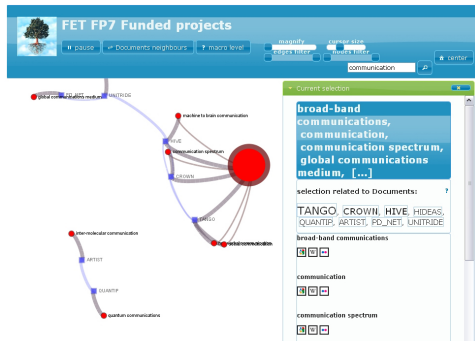 FET FP7 Funded projects
pause
Documents neighbours
? macro level
magnify
cursor size
edges filter
nodes filter
center
communication
global communications medium
PD_NET
UNITRIDE
machine to brain communication
HIVE
communication spectrum
CROWN
TANGO
inter-molecular communication
ARTIST
QUANTIP
quantum communications
Current selection
broad-band
communications,
communication,
communication spectrum,
global communications
medium, [...]
selection related to Documents: ?
TANGO, CROWN, HIVE, HIDEAS,
QUANTIP, ARTIST, PD_NET, UNITRIDE
broad-band communications
communication
communication spectrum